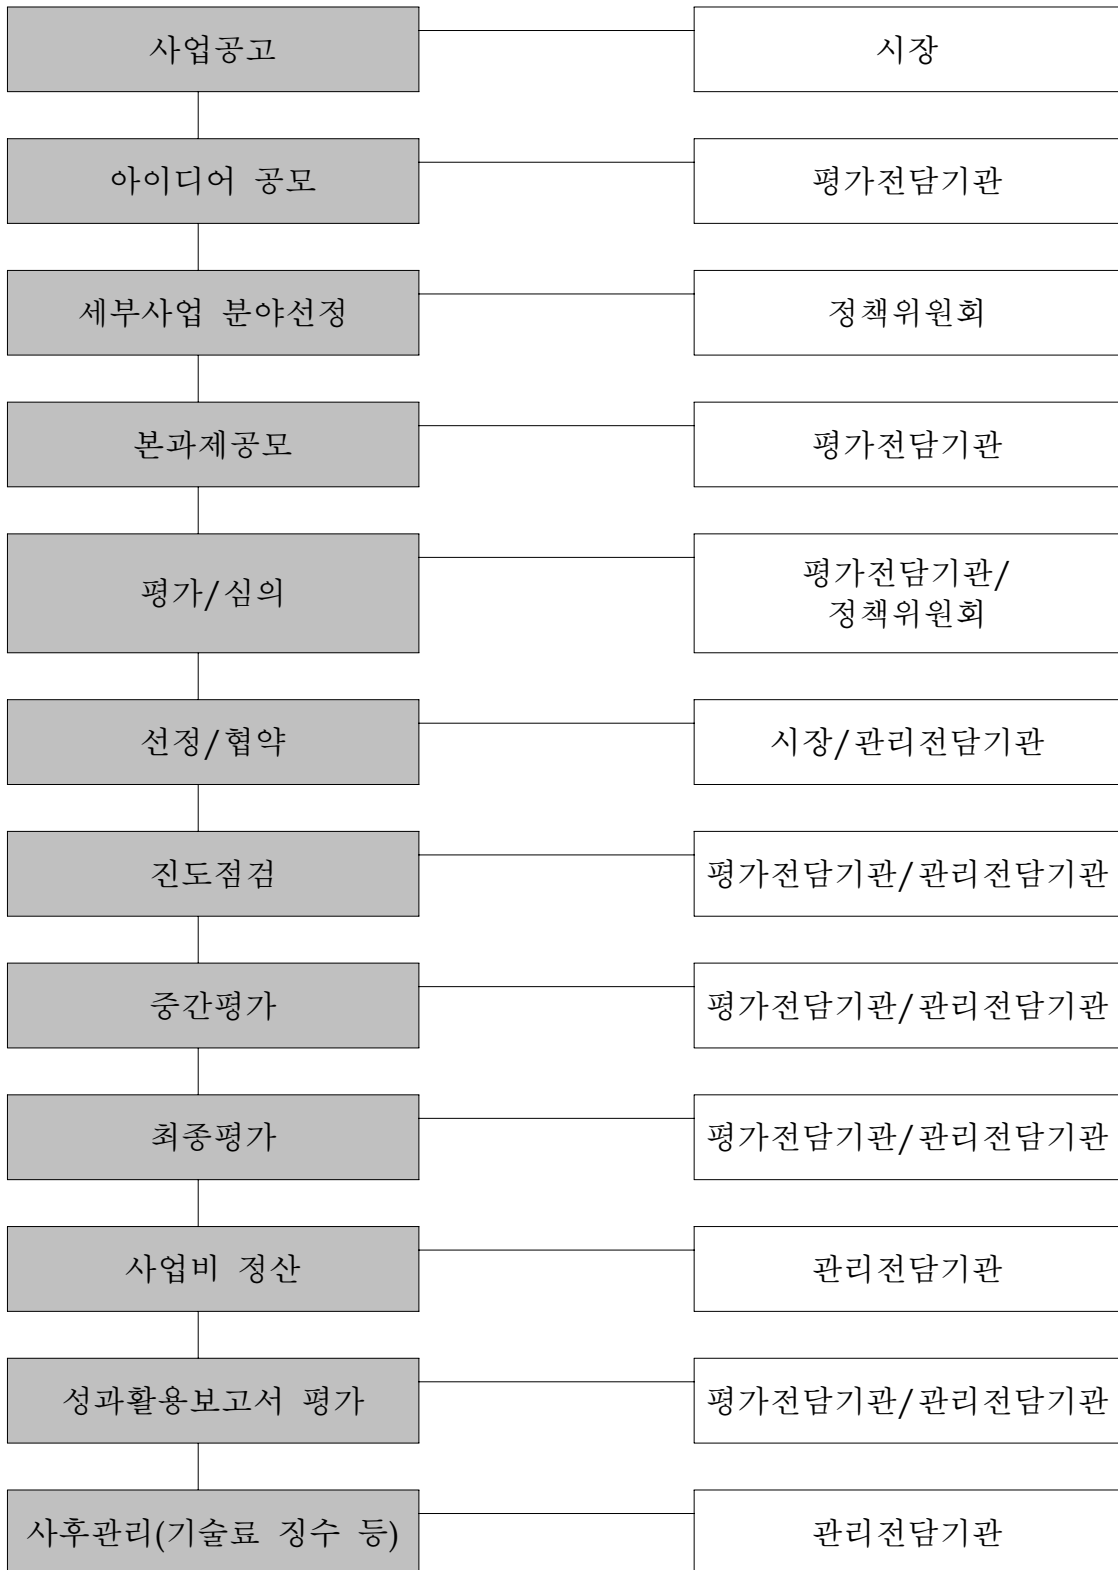 사업공고
시장
아이디어 공모
평가전담기관
세부사업 분야선정
정책위원회
본과제공모
평가전담기관
평가/심의
평가전담기관/
정책위원회
선정/협약
시장/관리전담기관
진도점검
평가전담기관/관리전담기관
중간평가
평가전담기관/관리전담기관
최종평가
평가전담기관/관리전담기관
사업비 정산
관리전담기관
성과활용보고서 평가
평가전담기관/관리전담기관
사후관리(기술료 징수 등)
관리전담기관